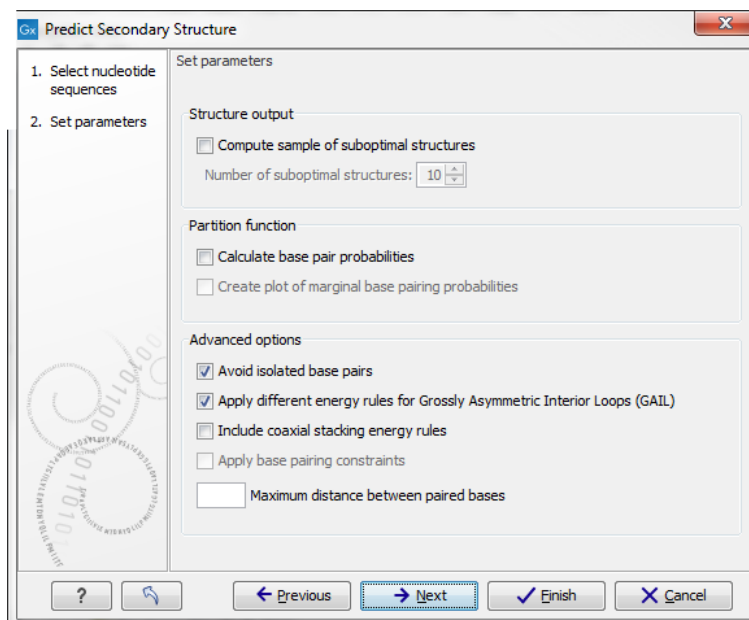 Gx Predict Secondary Structure
1. Select nucleotide
sequences
2. Set parameters
Set parameters
Structure output
Compute sample of suboptimal structures
Number of suboptimal structures: 10
Partition function
Calculate base pair probabilities
Create plot of marginal base pairing probabilities
Advanced options
Avoid isolated base pairs
Apply different energy rules for Grossly Asymmetric Interior Loops (GAIL)
Include coaxial stacking energy rules
Apply base pairing constraints
Maximum distance between paired bases
? Previous Next Finish Cancel